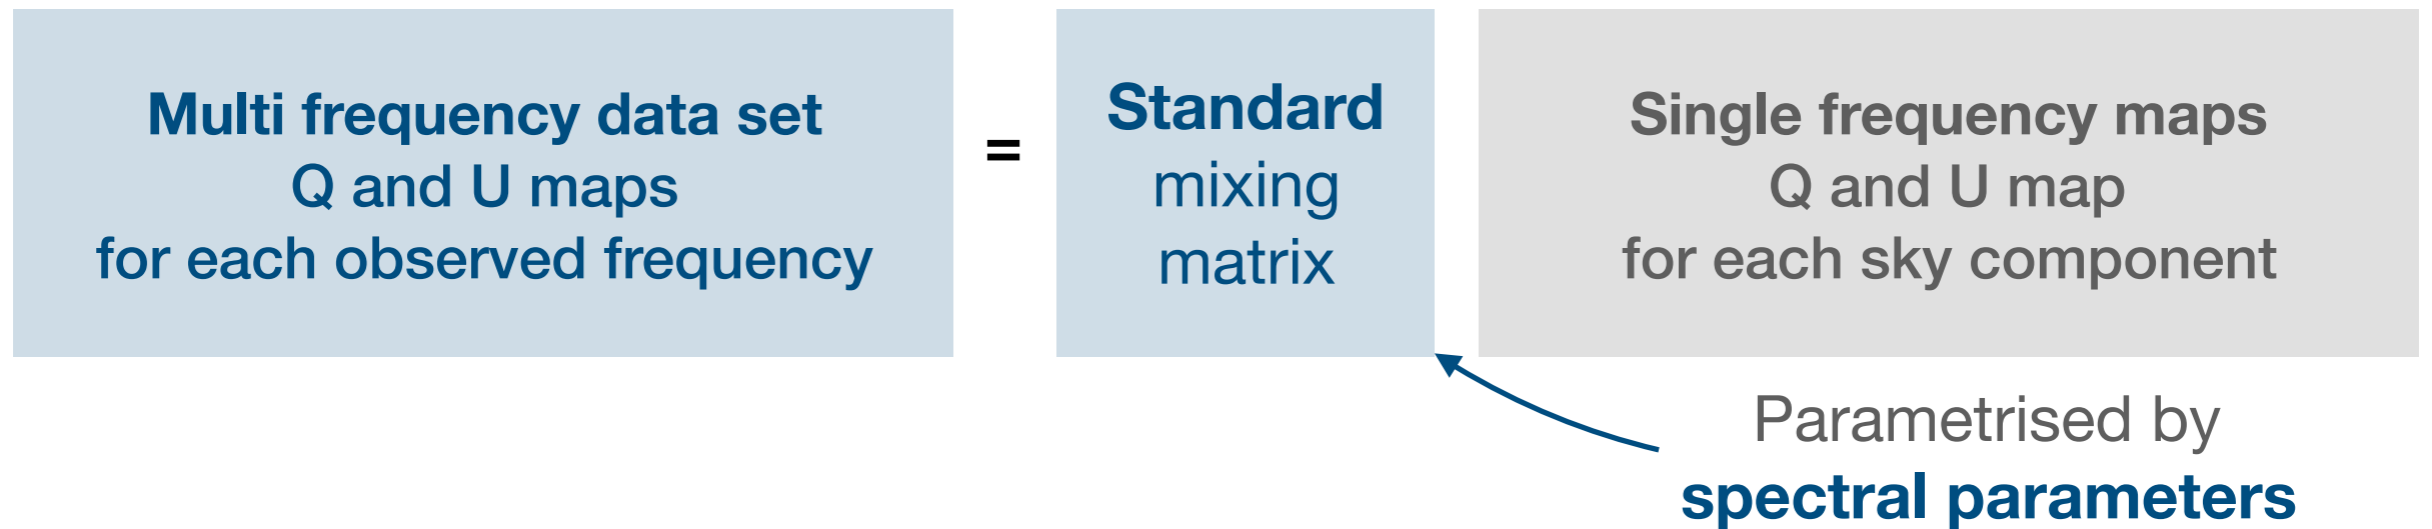 Multi frequency data set
Q and U maps
for each observed frequency
=
Standard
mixing
matrix
Single frequency maps
Q and U map
for each sky component
Parametrised by
spectral parameters